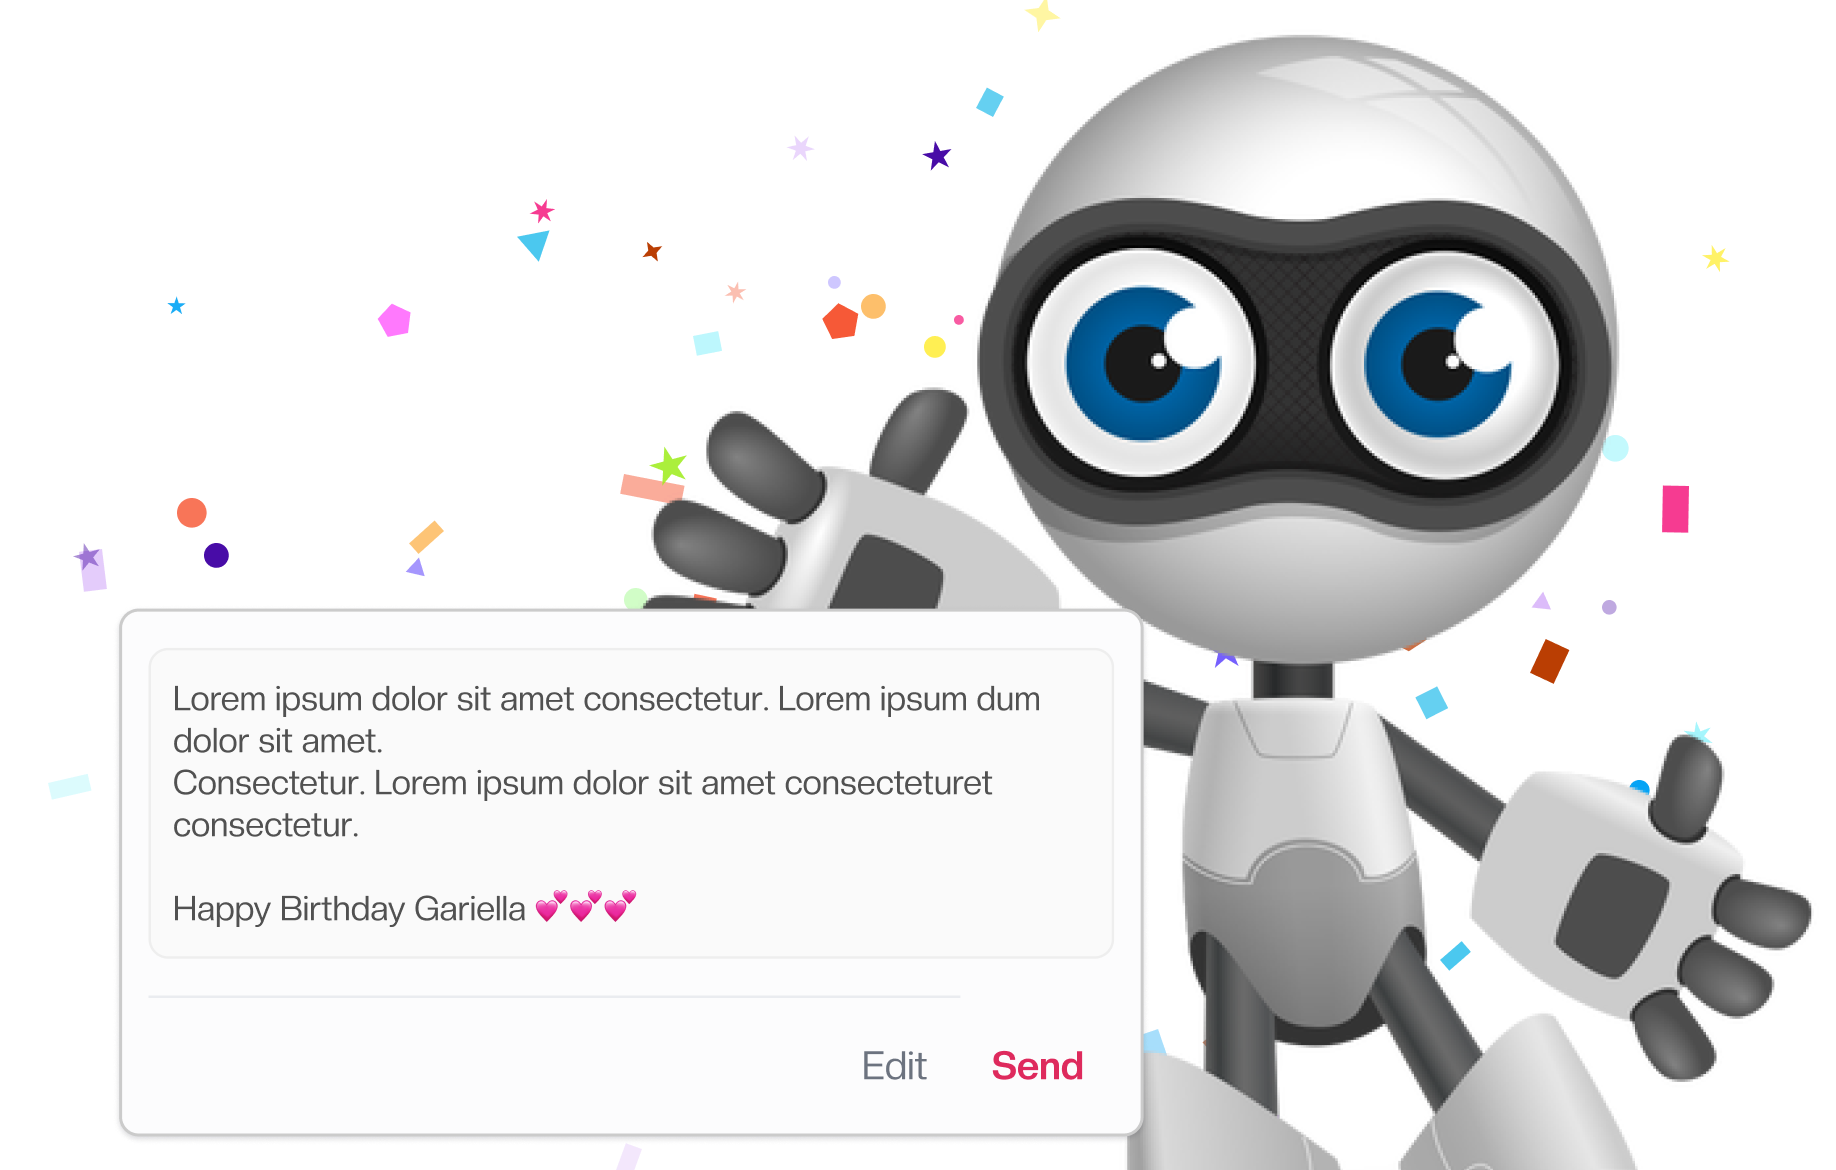 Lorem ipsum dolor sit amet consectetur. Lorem ipsum dum
dolor sit amet.
Consectetur. Lorem ipsum dolor sit amet consecteturet
consectetur.
Happy Birthday Gariella 💕💕💕
Edit
Send